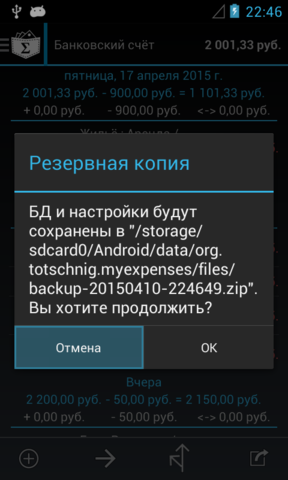 22:46
Банковский счёт 2 001,33 руб.
пятница, 17 апреля 2015 г.
2 001,33 руб. - 900,00 руб. = 1 101,33 руб.
+ 0,00 руб. - 900,00 руб. <-> 0,00 руб.
Резервная копия
БД и настройки будут
сохранены в "/storage/
sdcard0/Android/data/org.
totschnig.myexpenses/files/
backup-20150410-224649.zip".
Вы хотите продолжить?
Отмена OK
Вчера
2 200,00 руб. - 50,00 руб. = 2 150,00 руб.
+ 0,00 руб. - 50,00 руб. <-> 0,00 руб.